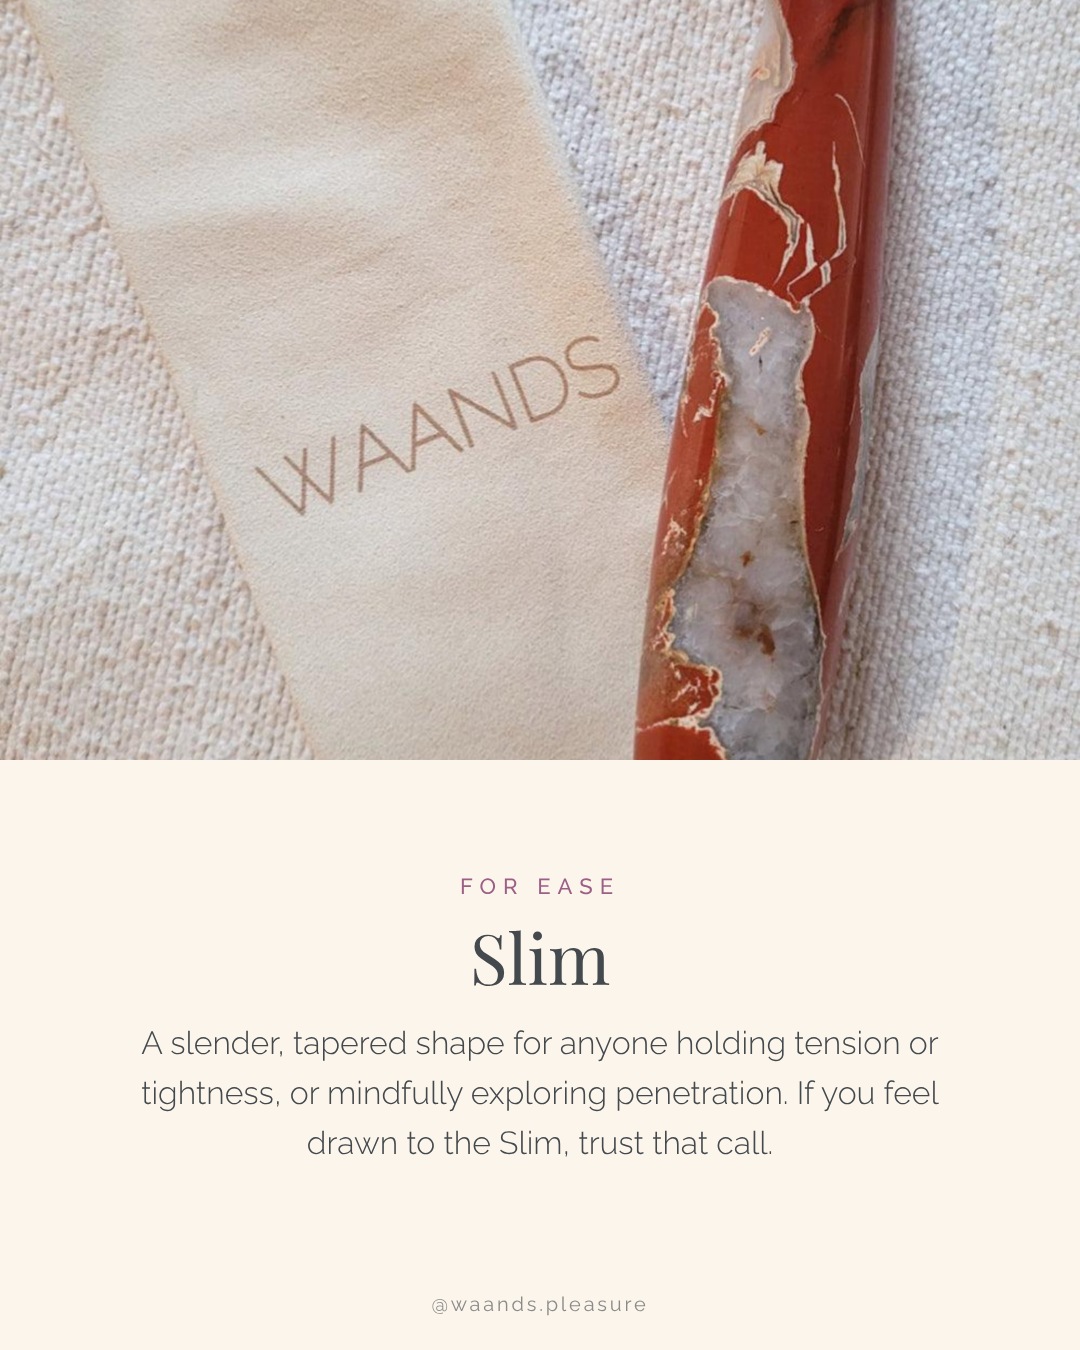 WAANDS
FOR EASE
Slim
A slender, tapered shape for anyone holding tension or
tightness, or mindfully exploring penetration. If you feel
drawn to the Slim, trust that call.
@waands.pleasure